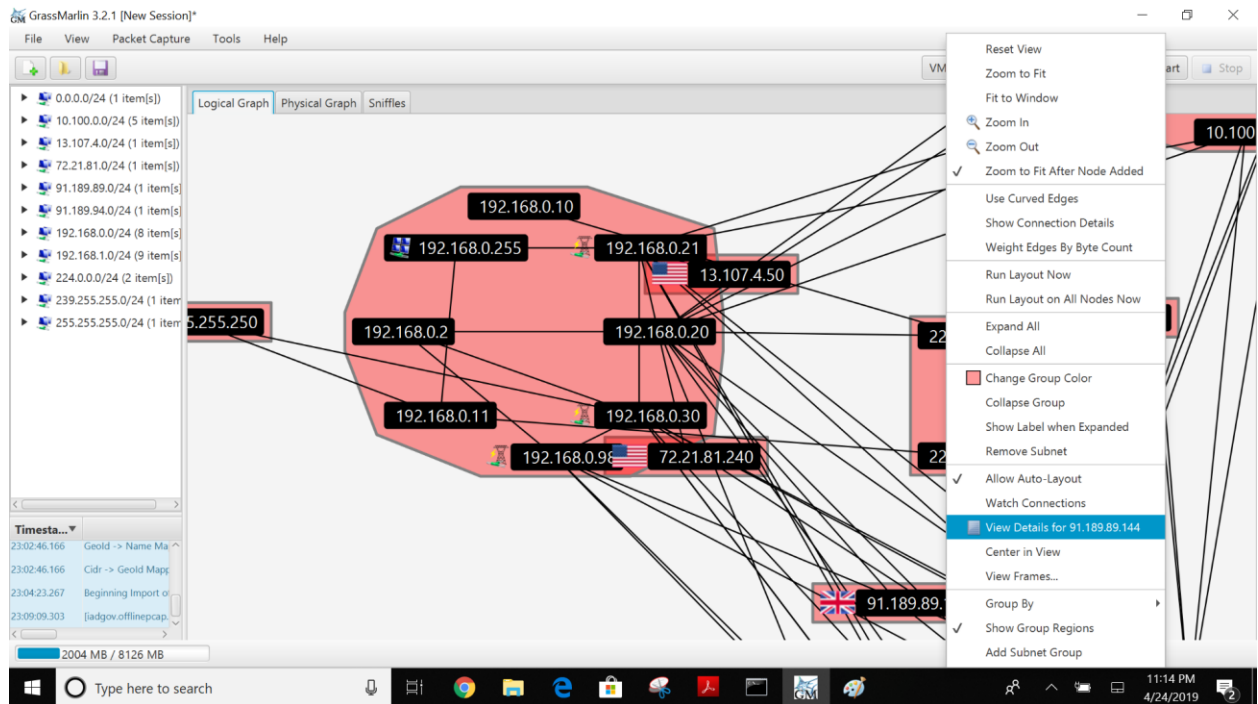 GrassMarlin 3.2.1 [New Session]*
File View Packet Capture Tools Help
VM
art Stop
0.0.0.0/24 (1 item[s])
10.100.0.0/24 (5 item[s])
13.107.4.0/24 (1 item[s])
72.21.81.0/24 (1 item[s])
91.189.89.0/24 (1 item[s]
91.189.94.0/24 (1 item[s]
192.168.0.0/24 (8 item[s]
192.168.1.0/24 (9 item[s]
224.0.0.0/24 (2 item[s])
239.255.255.0/24 (1 item
255.255.255.0/24 (1 item
Timesta...
23:02:46.166 GeoId -> Name Ma
23:02:46.166 Cidr -> GeoId Mapp
23:04:23.267 Beginning Import o
23:09:09.303 [iadgov.offlinepcap.
2004 MB / 8126 MB
Logical Graph Physical Graph Sniffles
10.100
192.168.0.10
192.168.0.255 192.168.0.21
13.107.4.50
5.255.250 192.168.0.2 192.168.0.20 22
192.168.0.11 192.168.0.30
192.168.0.98 72.21.81.240 22
91.189.89.
Reset View
Zoom to Fit
Fit to Window
Zoom In
Zoom Out
Zoom to Fit After Node Added
Use Curved Edges
Show Connection Details
Weight Edges By Byte Count
Run Layout Now
Run Layout on All Nodes Now
Expand All
Collapse All
Change Group Color
Collapse Group
Show Label when Expanded
Remove Subnet
Allow Auto-Layout
Watch Connections
View Details for 91.189.89.144
Center in View
View Frames...
Group By
Show Group Regions
Add Subnet Group
Type here to search
11:14 PM
4/24/2019
2